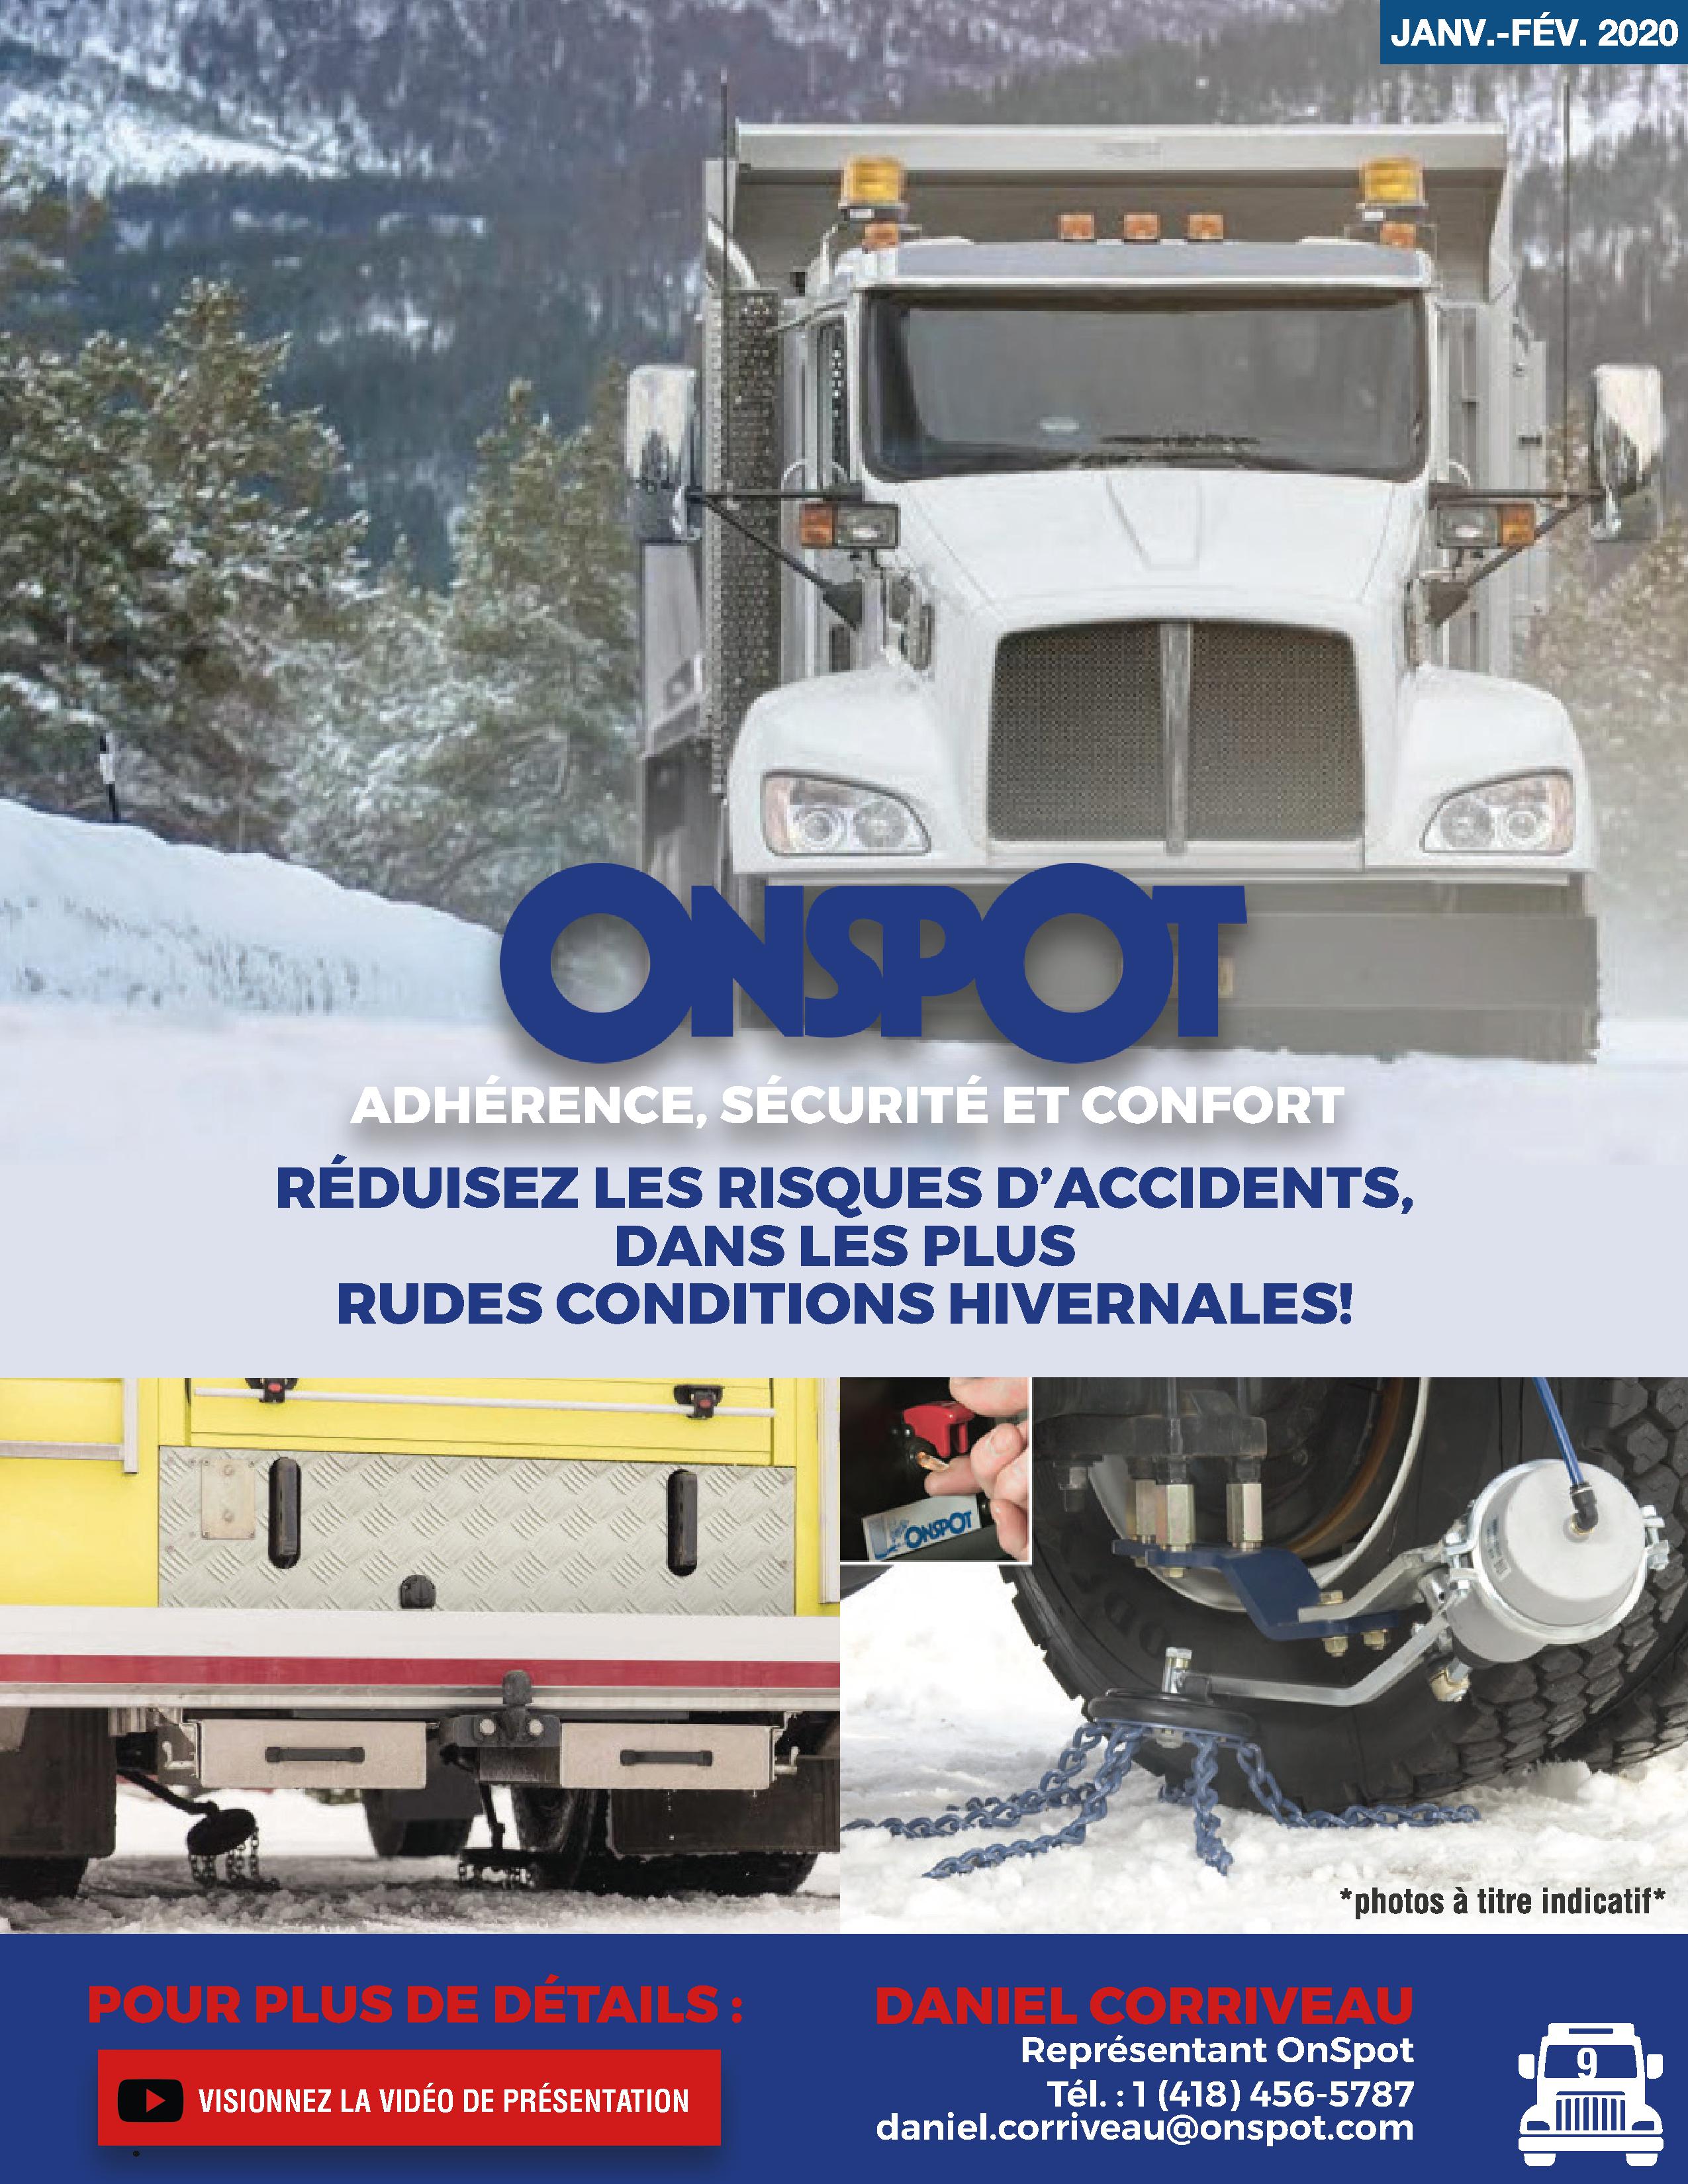 JANV.-FÉV. 2020
ONSPOT
ADHÉRENCE, SÉCURITÉ ET CONFORT
RÉDUISEZ LES RISQUES D'ACCIDENTS,
DANS LES PLUS
RUDES CONDITIONS HIVERNALES!
ONSPOT
*photos à titre indicatif*
POUR PLUS DE DÉTAILS :
VISIONNEZ LA VIDÉO DE PRÉSENTATION
DANIEL CORRIVEAU
Représentant OnSpot
Tél. : 1 (418) 456-5787
daniel.corriveau@onspot.com
9